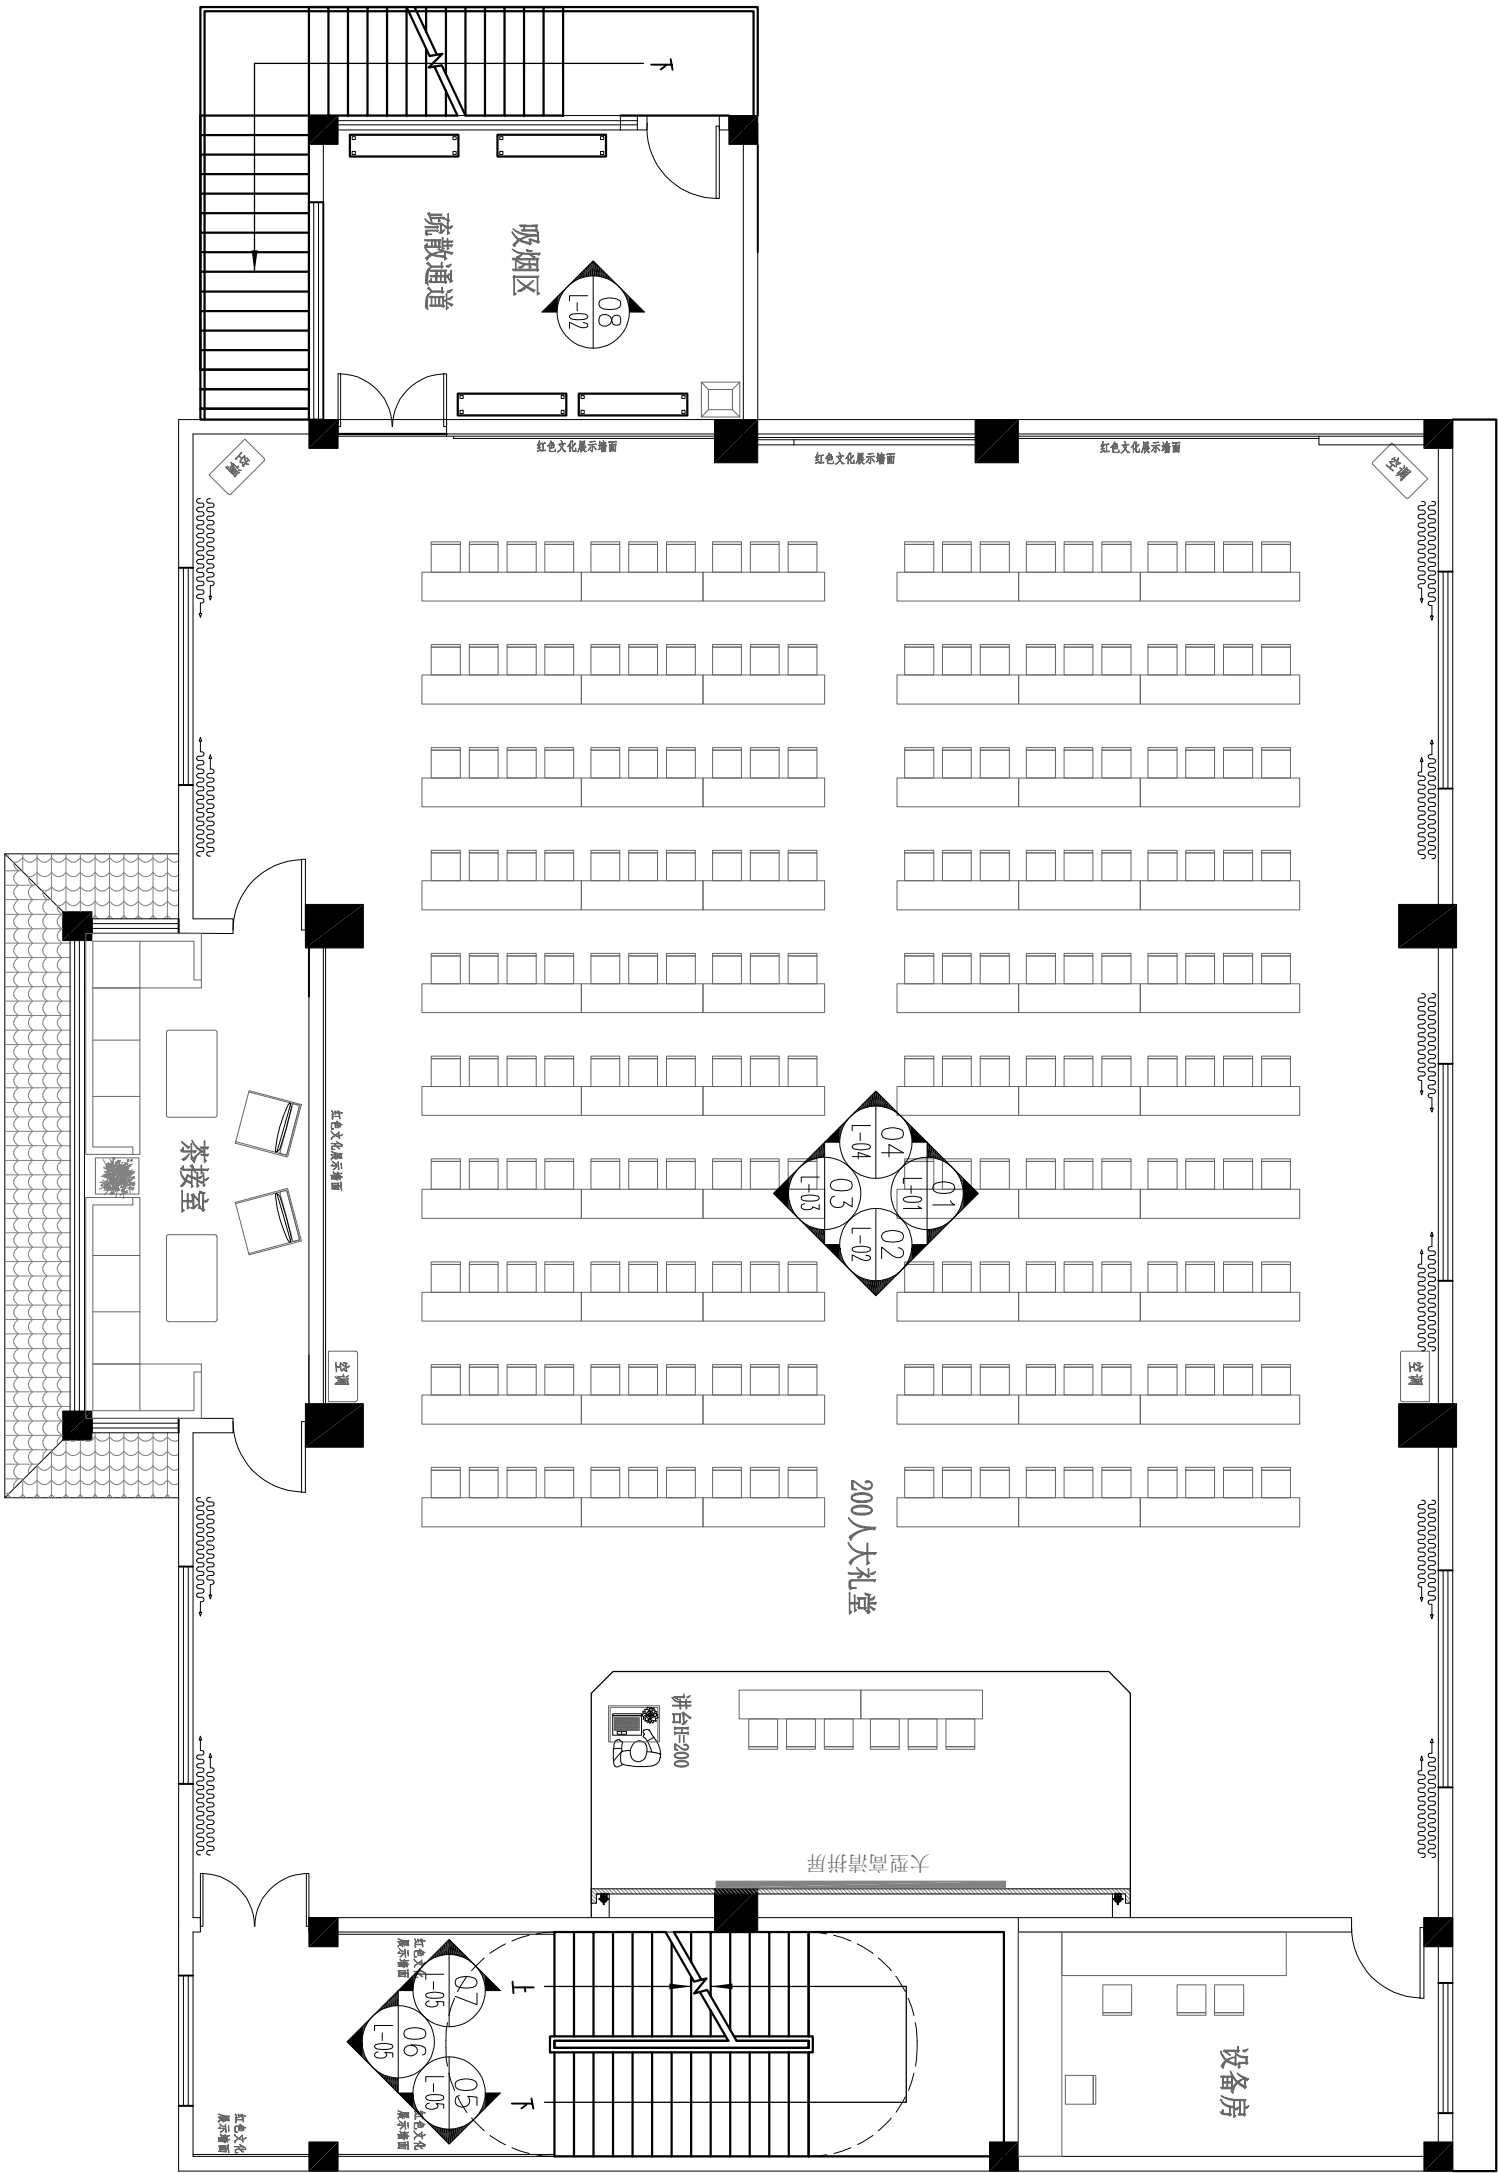 下
疏散通道
吸烟区
08
L-02
红色文化展示墙面
红色文化展示墙面
红色文化展示墙面
空调
空调
04
L-04
01
L-01
03
L-03
02
L-02
茶接室
红色文化展示墙面
空调
空调
200人大礼堂
讲台H=200
大型高清拼屏
红色文化
展示墙面
07
L-05
06
L-05
05
L-05
上
下
红色文化
展示墙面
红色文化
展示墙面
设备房